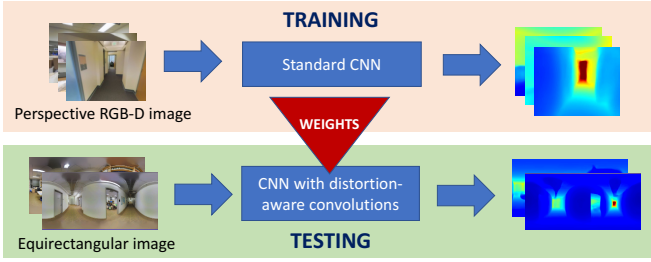 TRAINING
Standard CNN
Perspective RGB-D image
WEIGHTS
CNN with distortion-
aware convolutions
Equirectangular image
TESTING